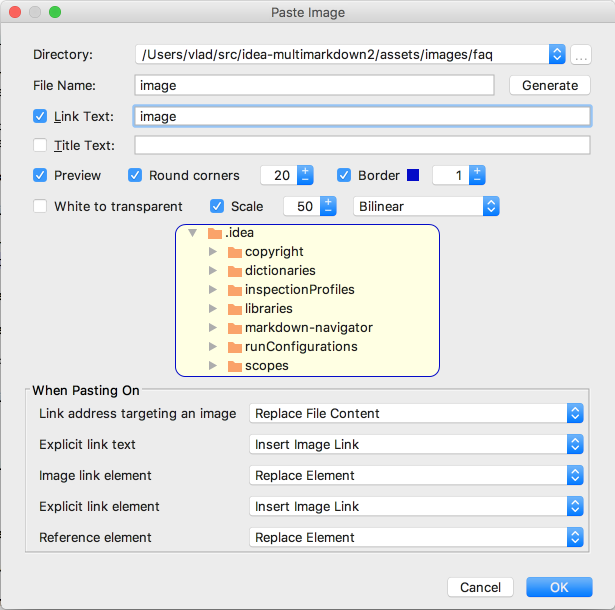 Paste Image
Directory: /Users/vlad/src/idea-multimarkdown2/assets/images/faq ...
File Name: image Generate
Link Text: image
Title Text:
Preview Round corners 20 Border 1
White to transparent Scale 50 Bilinear
.idea
copyright
dictionaries
inspectionProfiles
libraries
markdown-navigator
runConfigurations
scopes
When Pasting On
Link address targeting an image Replace File Content
Explicit link text Insert Image Link
Image link element Replace Element
Explicit link element Insert Image Link
Reference element Replace Element
Cancel OK